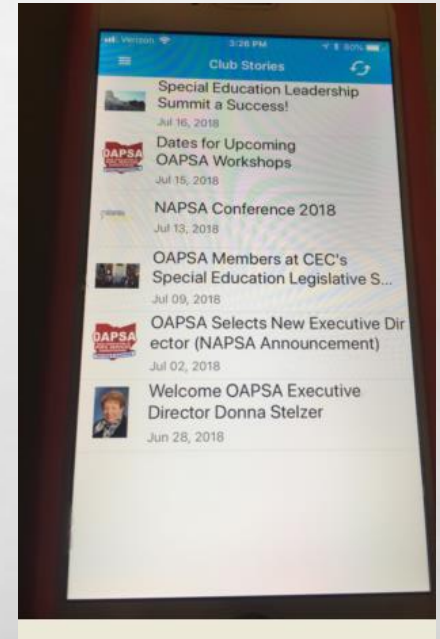 Verizon 3:26 PM 90%
Club Stories
Special Education Leadership
Summit a Success!
Jul 16, 2018
OAPSA
Dates for Upcoming
OAPSA Workshops
Jul 15, 2018
NAPSA Conference 2018
Jul 13, 2018
OAPSA Members at CEC's
Special Education Legislative S...
Jul 09, 2018
OAPSA
OAPSA Selects New Executive Dir
ector (NAPSA Announcement)
Jul 02, 2018
Welcome OAPSA Executive
Director Donna Stelzer
Jun 28, 2018